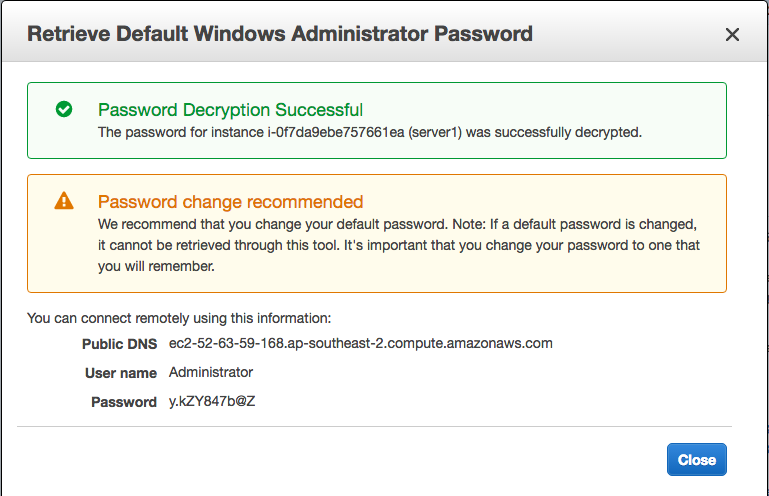 Retrieve Default Windows Administrator Password
Password Decryption Successful
The password for instance i-0f7da9ebe757661ea (server1) was successfully decrypted.
Password change recommended
We recommend that you change your default password. Note: If a default password is changed,
it cannot be retrieved through this tool. It's important that you change your password to one that
you will remember.
You can connect remotely using this information:
Public DNS ec2-52-63-59-168.ap-southeast-2.compute.amazonaws.com
User name Administrator
Password y.kZY847b@Z
Close